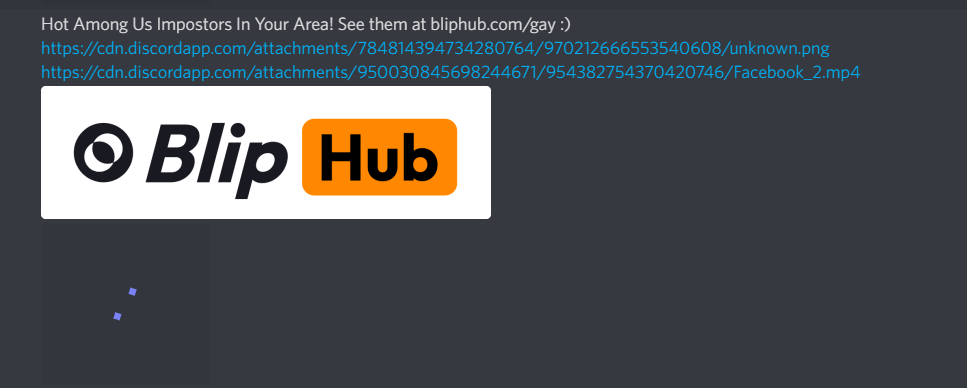 Hot Among Us Impostors In Your Area! See them at bliphub.com/gay :)
https://cdn.discordapp.com/attachments/784814394734280764/970212666553540608/unknown.png
https://cdn.discordapp.com/attachments/950030845698244671/954382754370420746/Facebook_2.mp4
Blip Hub